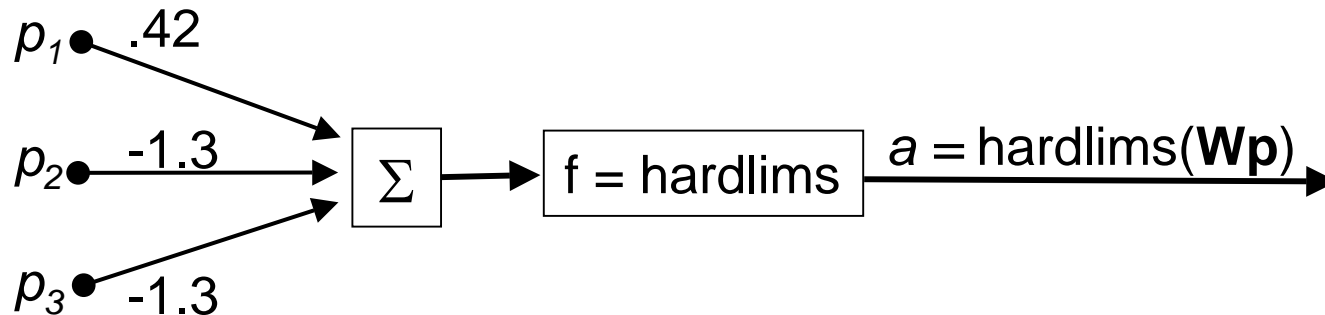 p1 .42
p2 -1.3
p3 -1.3
Σ
f = hardlims
a = hardlims(Wp)